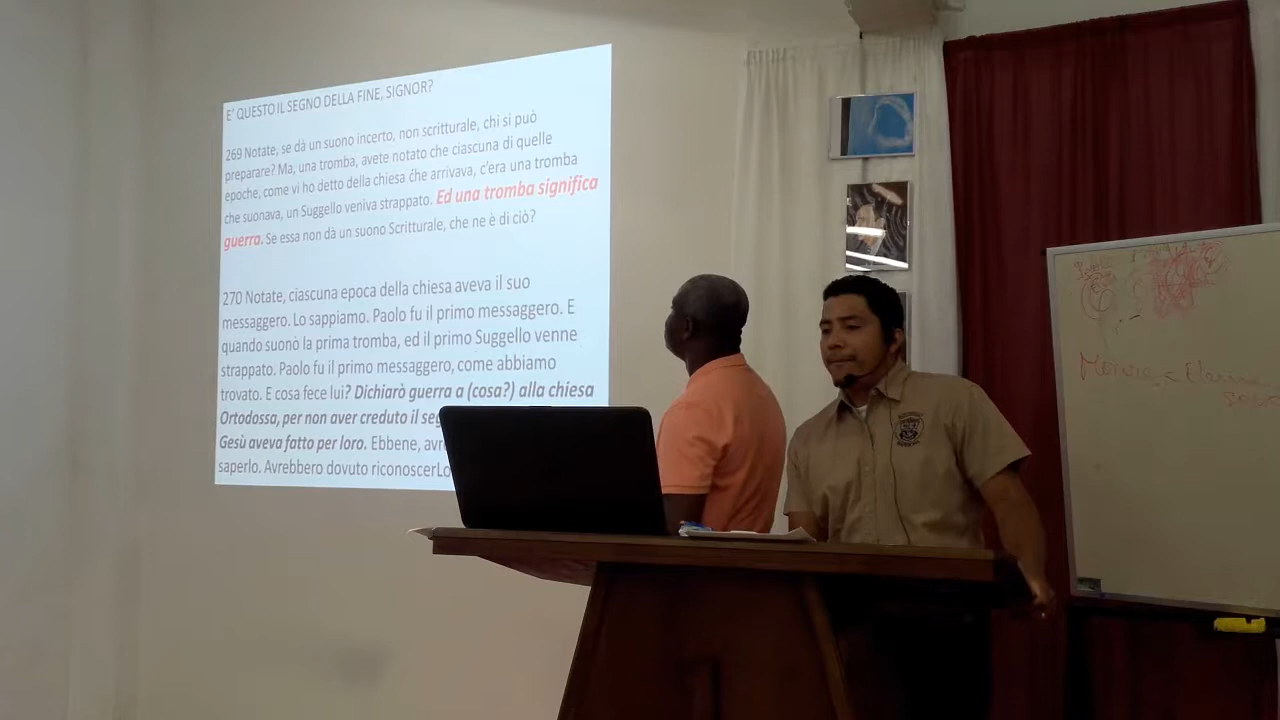 E' QUESTO IL SEGNO DELLA FINE, SIGNOR?
269 Notate, se dà un suono incerto, non scritturale, chi si può
preparare? Ma, una tromba, avete notato che ciascuna di quelle
epoche, come vi ho detto della chiesa che arrivava, c'era una tromba
che suonava, un Suggello veniva strappato. Ed una tromba significa
guerra. Se essa non dà un suono Scritturale, che ne è di ciò?
270 Notate, ciascuna epoca della chiesa aveva il suo
messaggero. Lo sappiamo. Paolo fu il primo messaggero. E
quando suonò la prima tromba, ed il primo Suggello venne
strappato. Paolo fu il primo messaggero, come abbiamo
trovato. E cosa fece lui? Dichiarò guerra a (cosa?) alla chiesa
Ortodossa, per non aver creduto il
Gesù aveva fatto per loro. Ebbene,
saperlo. Avrebbero dovuto riconoscerLo